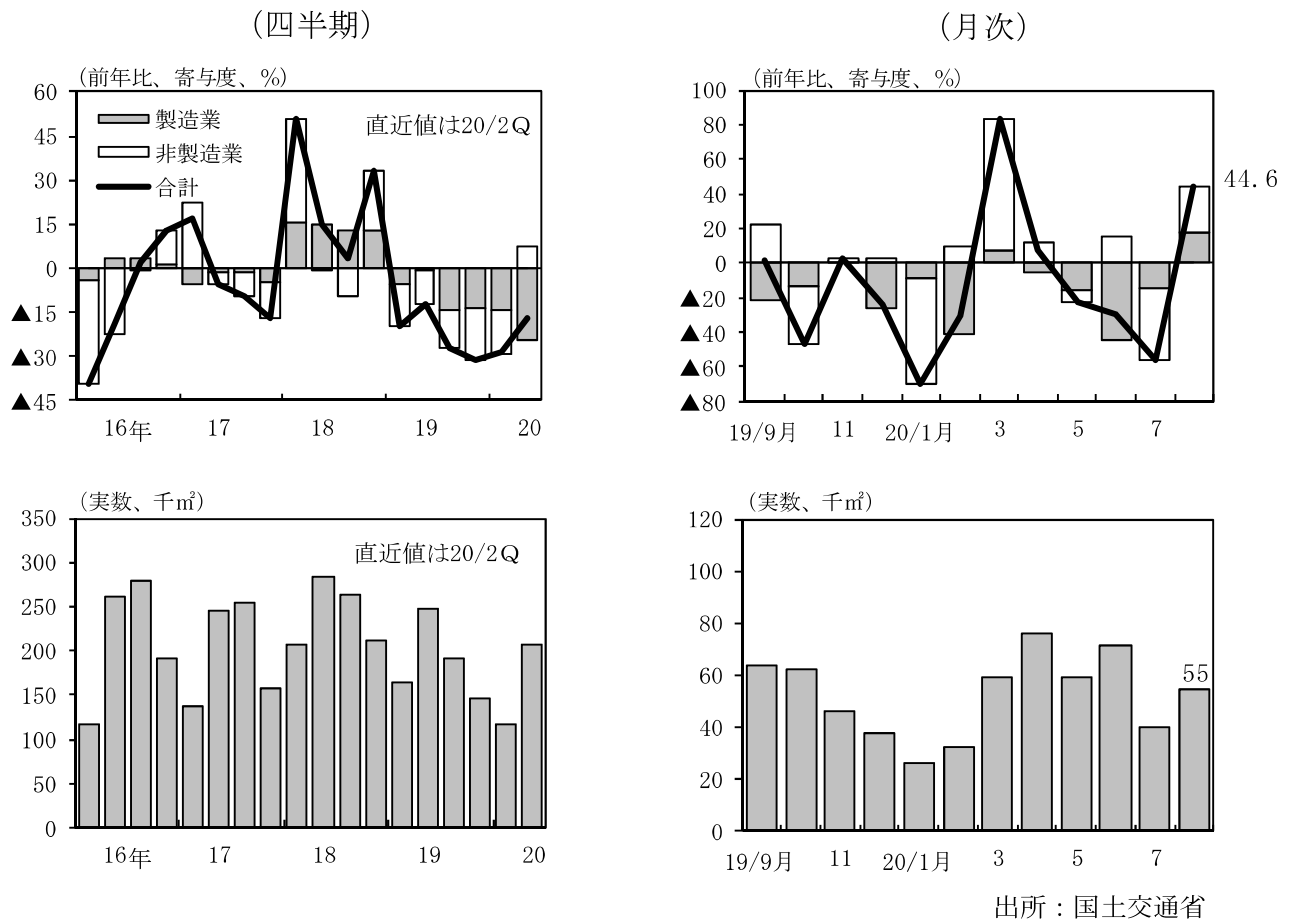 （四半期）
（前年比、寄与度、％）
60
45
30
15
0
▲15
▲30
▲45
製造業
非製造業
合計
直近値は20/2Q
16年 17 18 19 20
（月次）
（前年比、寄与度、％）
100
80
60
40
20
0
▲20
▲40
▲60
▲80
44.6
19/9月 11 20/1月 3 5 7
（実数、千㎡）
350
300
250
200
150
100
50
0
直近値は20/2Q
16年 17 18 19 20
（実数、千㎡）
120
100
80
60
40
20
0
55
19/9月 11 20/1月 3 5 7
出所：国土交通省